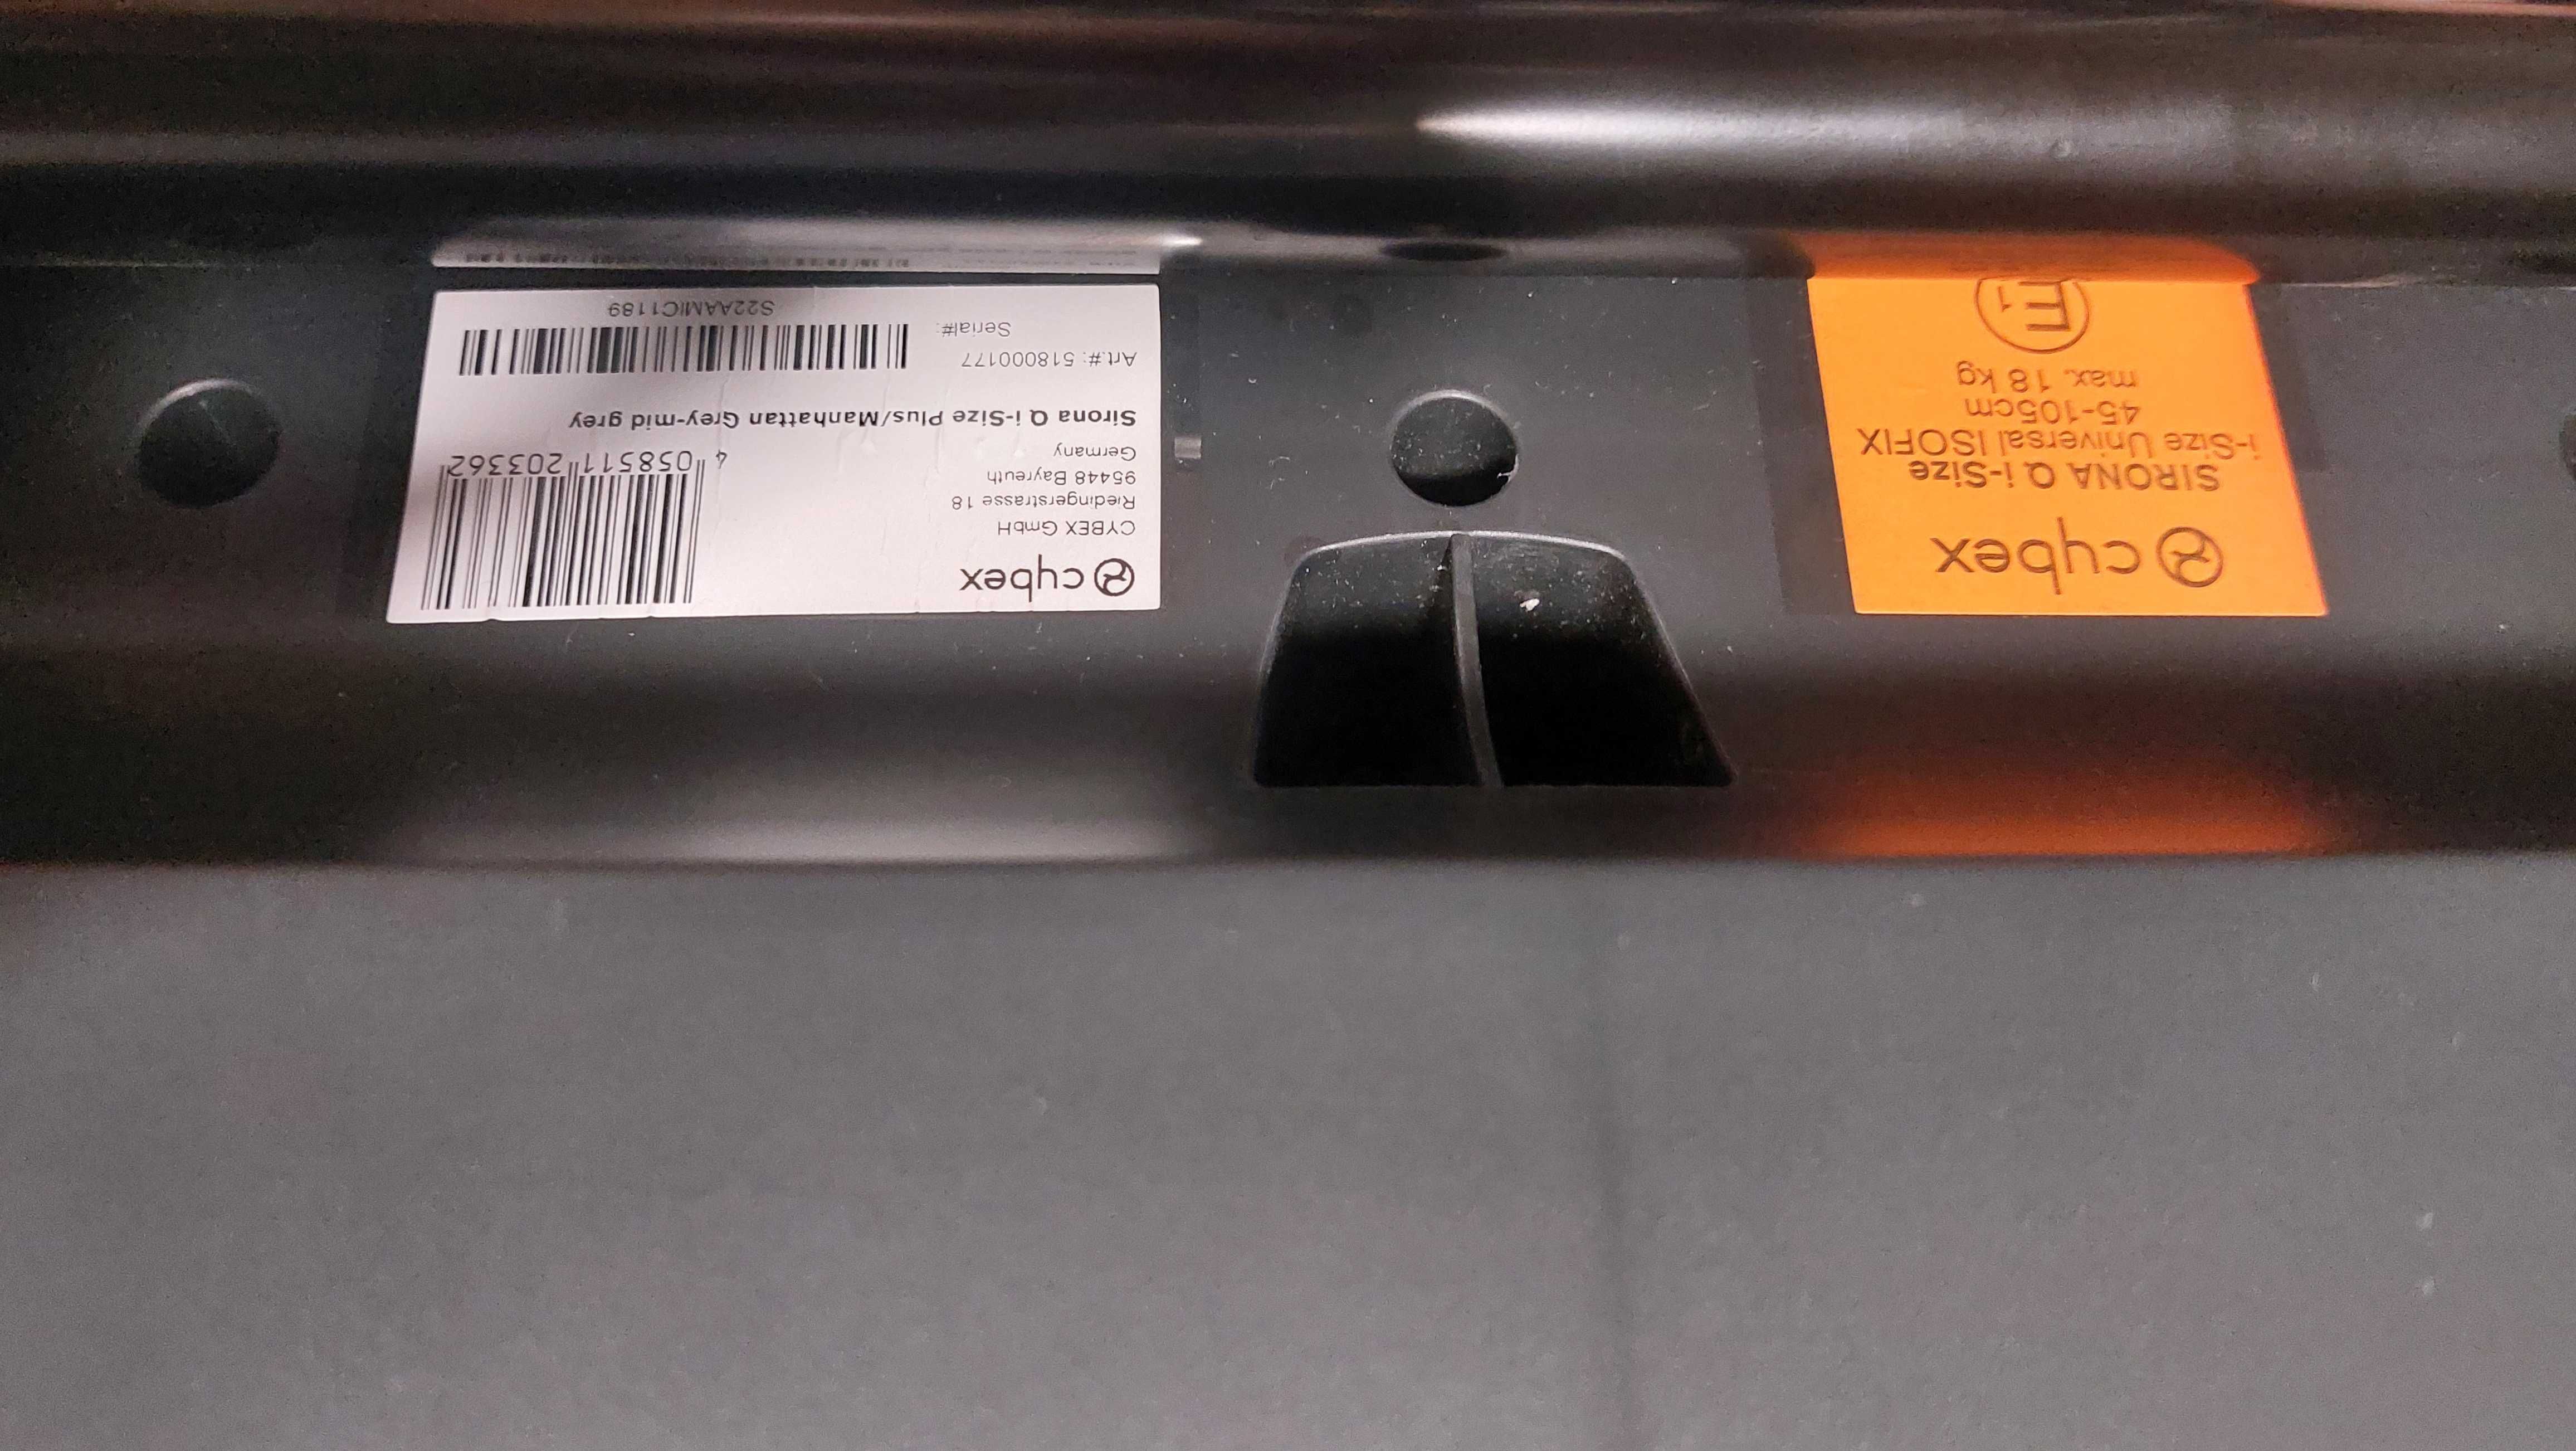 cybex
CYBEX GmbH
Riedingerstrasse 18
95448 Bayreuth
Germany
4 058511 203362
Sirona Q i-Size Plus/Manhattan Grey-mid grey
Art.#: 518000177
Serial#:
S22AAMIC1189
cybex
SIRONA Q i-Size
i-Size Universal ISOFIX
45-105cm
max. 18 kg
E1